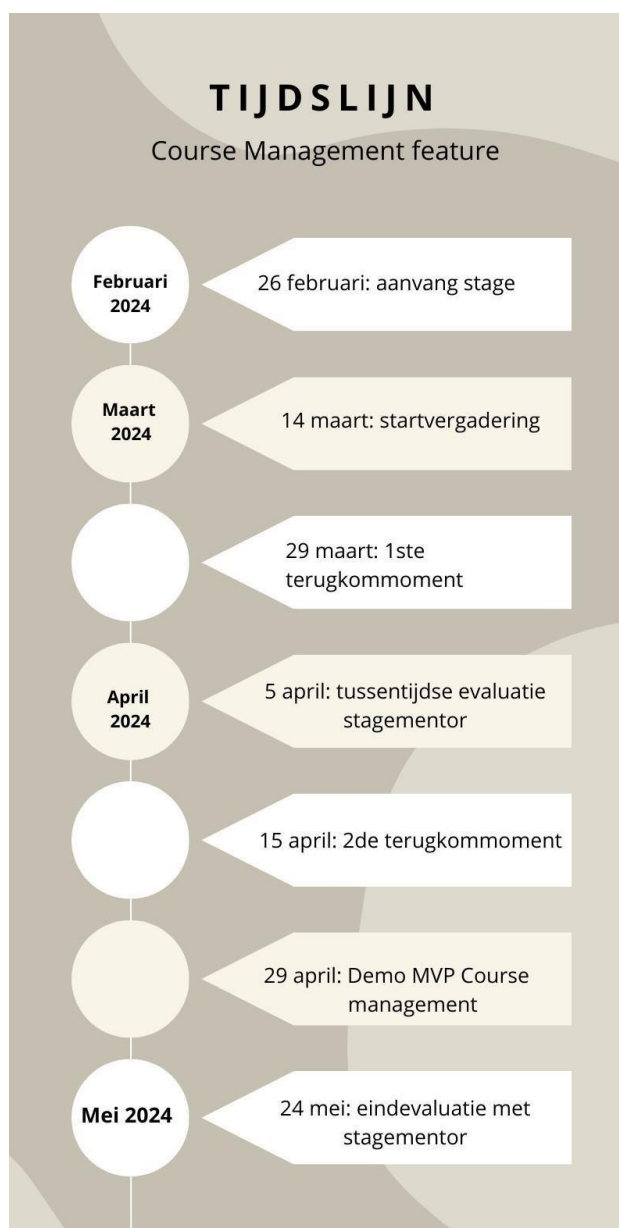 TIJDSLIJN
Course Management feature
Februari
2024
26 februari: aanvang stage
Maart
2024
14 maart: startvergadering
29 maart: 1ste
terugkommoment
April
2024
5 april: tussentijdse evaluatie
stagementor
15 april: 2de terugkommoment
29 april: Demo MVP Course
management
Mei 2024
24 mei: eindevaluatie met
stagementor